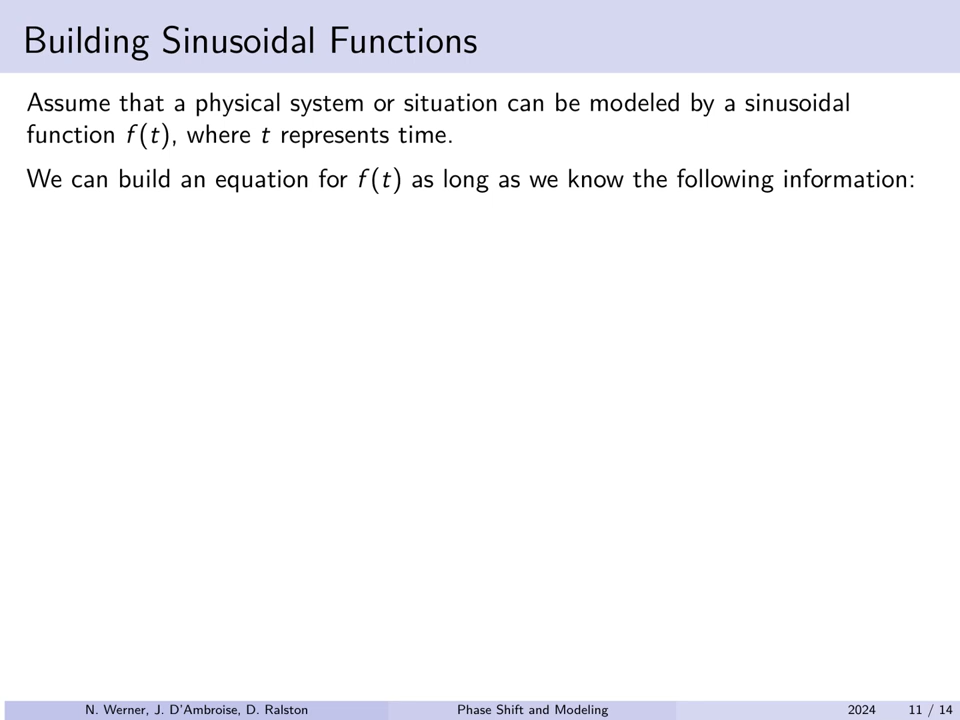 Building Sinusoidal Functions
Assume that a physical system or situation can be modeled by a sinusoidal
function f(t), where t represents time.
We can build an equation for f(t) as long as we know the following information:
N. Werner, J. D'Ambroise, D. Ralston
Phase Shift and Modeling
2024
11 / 14